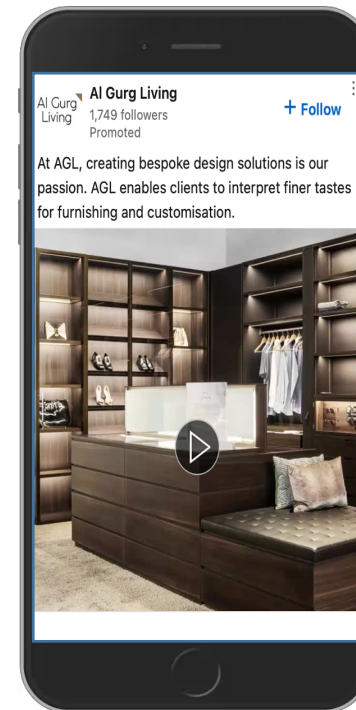 Al Gurg
Living
Al Gurg Living
1,749 followers
Promoted
+ Follow
At AGL, creating bespoke design solutions is our
passion. AGL enables clients to interpret finer tastes
for furnishing and customisation.